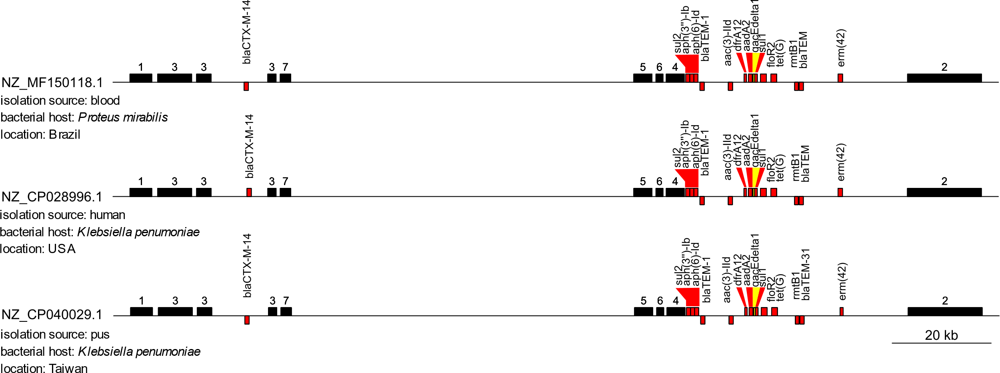 blaCTX-M-14
sul2
aph(3")-Ib
aph(6)-Id
blaTEM-1
aac(3)-IId
dfrA12
aadA2
qacEdelta1
sul1
floR2
tet(G)
rmtB1
blaTEM
erm(42)
1 3 3 3 7 5 6 4 2
NZ_MF150118.1
isolation source: blood
bacterial host: Proteus mirabilis
location: Brazil
blaCTX-M-14
sul2
aph(3")-Ib
aph(6)-Id
blaTEM-1
aac(3)-IId
dfrA12
aadA2
qacEdelta1
sul1
floR2
tet(G)
rmtB1
blaTEM
erm(42)
1 3 3 3 7 5 6 4 2
NZ_CP028996.1
isolation source: human
bacterial host: Klebsiella penumoniae
location: USA
blaCTX-M-14
sul2
aph(3")-Ib
aph(6)-Id
blaTEM-1
aac(3)-IId
dfrA12
aadA2
qacEdelta1
sul1
floR2
tet(G)
rmtB1
blaTEM-31
erm(42)
1 3 3 3 7 5 6 4 2
NZ_CP040029.1
isolation source: pus
bacterial host: Klebsiella penumoniae
location: Taiwan
20 kb